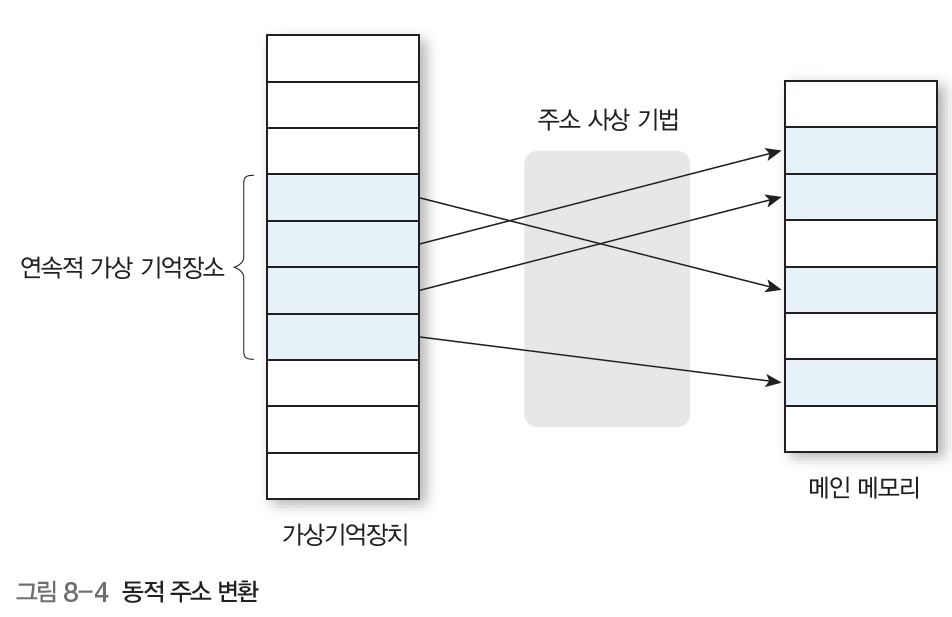 주소 사상 기법
연속적 가상 기억장소
메인 메모리
가상기억장치
그림 8-4 동적 주소 변환